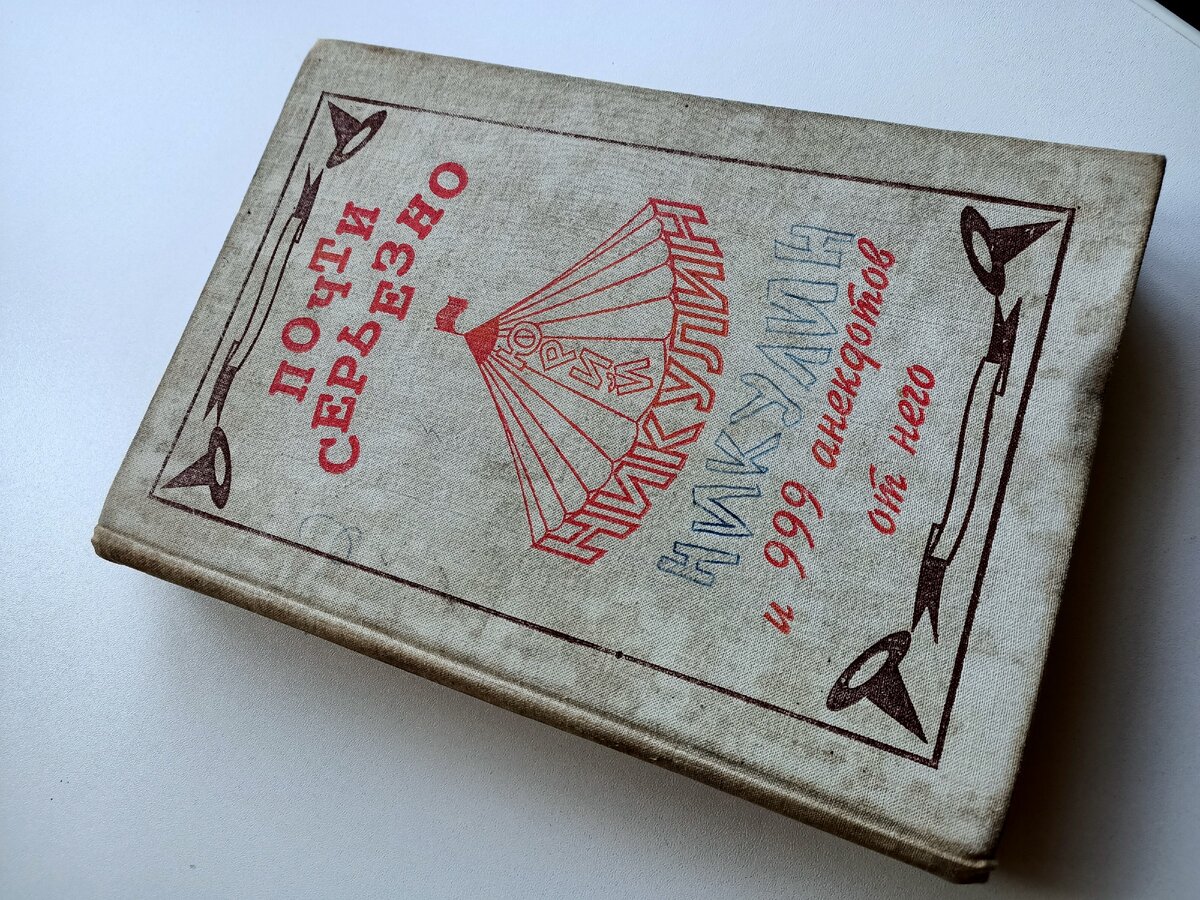 ПОЧТИ
СЕРЬЕЗНО
ЮРИЙ
НИКУЛИН
НИКУЛИН
и 999 анекдотов
от него